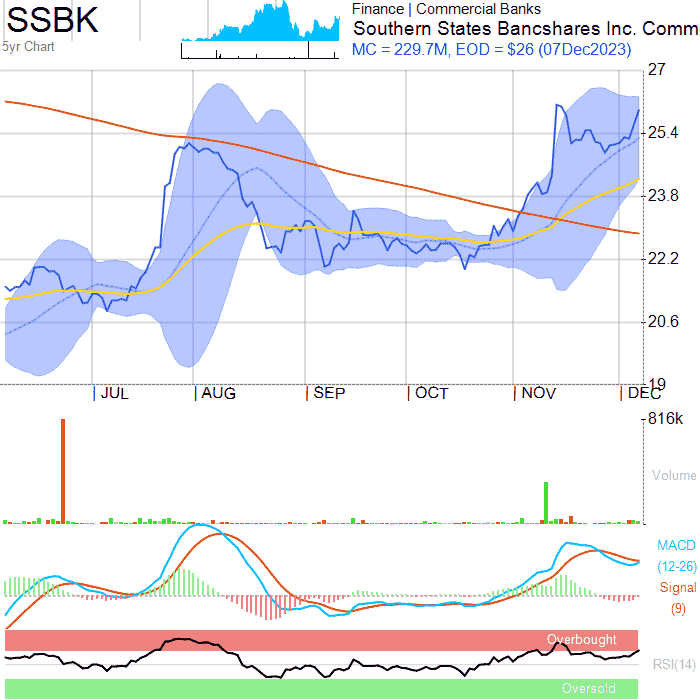 SSBK
5yr Chart
Finance | Commercial Banks
Southern States Bancshares Inc. Comm
MC = 229.7M, EOD = $26 (07Dec2023)
27
25.4
23.8
22.2
20.6
19
JUL
AUG
SEP
OCT
NOV
DEC
816k
Volume
MACD
(12-26)
Signal
(9)
Overbought
RSI(14)
Oversold